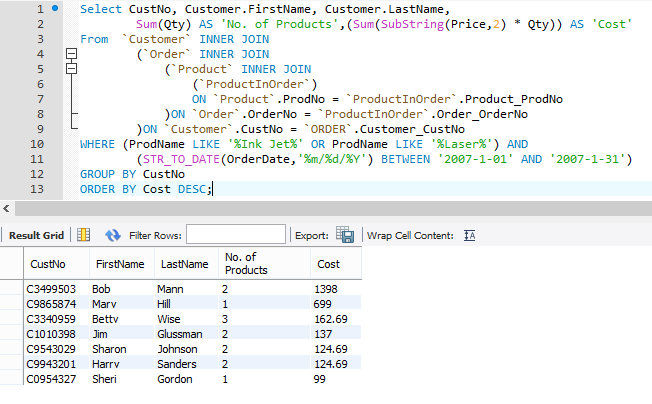 1 Select CustNo, Customer.FirstName, Customer.LastName,
2 Sum(Qty) AS 'No. of Products',(Sum(SubString(Price,2) * Qty)) AS 'Cost'
3 From `Customer` INNER JOIN
4 (`Order` INNER JOIN
5 (`Product` INNER JOIN
6 (`ProductInOrder`)
7 ON `Product`.ProdNo = `ProductInOrder`.Product_ProdNo
8 )ON `Order`.OrderNo = `ProductInOrder`.Order_OrderNo
9 )ON `Customer`.CustNo = `ORDER`.Customer_CustNo
10 WHERE (ProdName LIKE '%Ink Jet%' OR ProdName LIKE '%Laser%') AND
11 (STR_TO_DATE(OrderDate,'%m/%d/%Y') BETWEEN '2007-1-01' AND '2007-1-31')
12 GROUP BY CustNo
13 ORDER BY Cost DESC;
Result Grid Filter Rows: Export: Wrap Cell Content:
CustNo FirstName LastName No. of Products Cost
C3499503 Bob Mann 2 1398
C9865874 Mary Hill 1 699
C3340959 Betty Wise 3 162.69
C1010398 Jim Glussman 2 137
C9543029 Sharon Johnson 2 124.69
C9943201 Harry Sanders 2 124.69
C0954327 Sheri Gordon 1 99